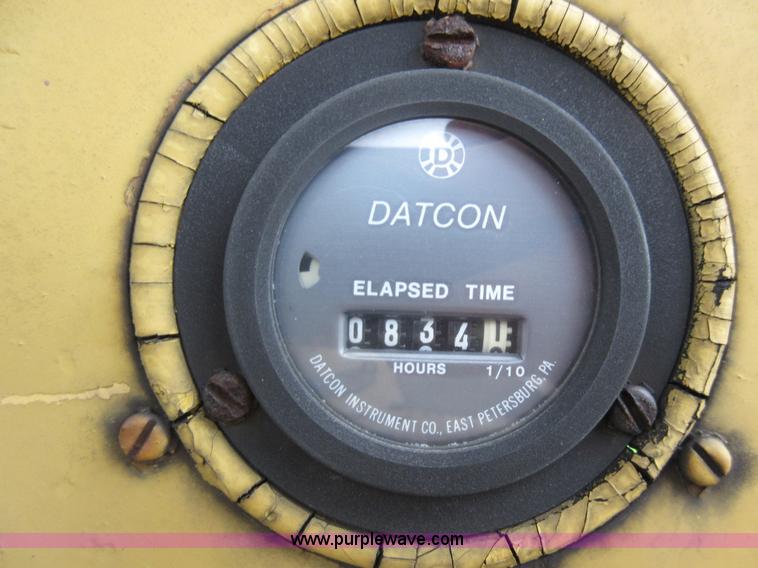 D
DATCON
ELAPSED TIME
0834
HOURS 1/10
DATCON INSTRUMENT CO., EAST PETERSBURG, PA.
www.purplewave.com